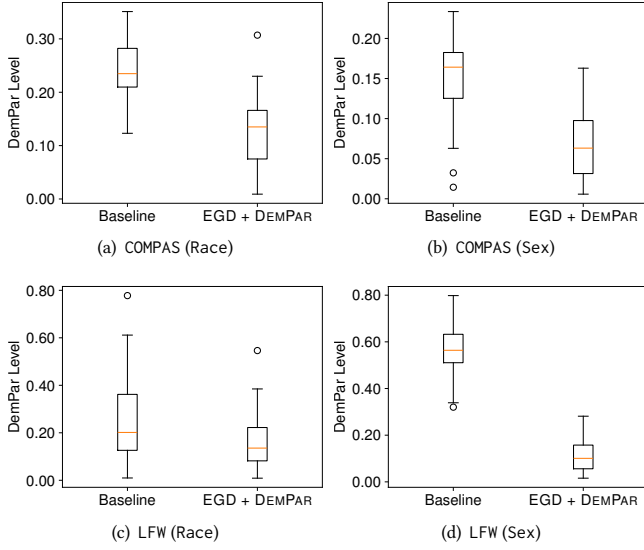 DemPar Level
0.30
0.20
0.10
0.00
Baseline
EGD + DEMPAR
(a) COMPAS (Race)
DemPar Level
0.20
0.15
0.10
0.05
0.00
Baseline
EGD + DEMPAR
(b) COMPAS (Sex)
DemPar Level
0.80
0.60
0.40
0.20
0.00
Baseline
EGD + DEMPAR
(c) LFW (Race)
DemPar Level
0.80
0.60
0.40
0.20
0.00
Baseline
EGD + DEMPAR
(d) LFW (Sex)